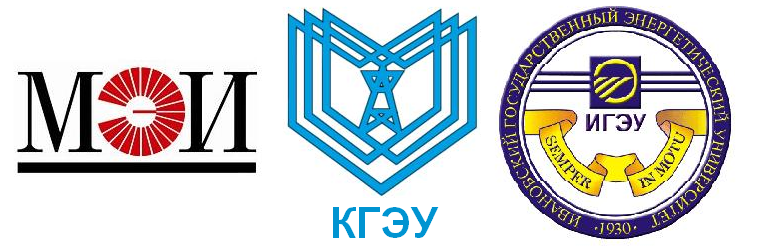 МЭИ
КГЭУ
ИВАНОВСКИЙ ГОСУДАРСТВЕННЫЙ ЭНЕРГЕТИЧЕСКИЙ УНИВЕРСИТЕТ
ИГЭУ
SEMPER IN MOTU
·1930·